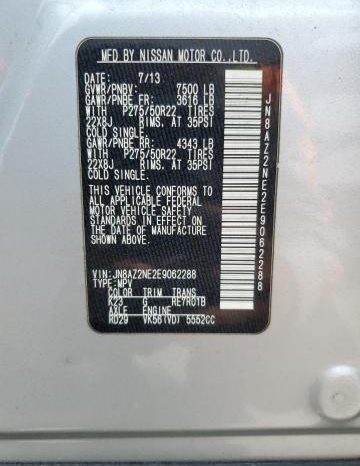 MFD BY NISSAN MOTOR CO.,LTD.
DATE: 7/13
GVWR/PNBV: 7500 LB
GAWR/PNBE FR: 3616 LB
WITH P275/50R22 TIRES
22X8J RIMS, AT 35PSI
COLD SINGLE.
GAWR/PNBE RR: 4343 LB
WITH P275/50R22 TIRES
22X8J RIMS, AT 35PSI
COLD SINGLE.
THIS VEHICLE CONFORMS TO
ALL APPLICABLE FEDERAL
MOTOR VEHICLE SAFETY
STANDARDS IN EFFECT ON
THE DATE OF MANUFACTURE
SHOWN ABOVE.
VIN: JN8AZ2NE2E9062288
TYPE: MPV
COLOR TRIM TRANS
K23 G RE7R01B
AXLE ENGINE
RD29 VK56(VD) 5552CC
JN8AZ2NE2E9062288